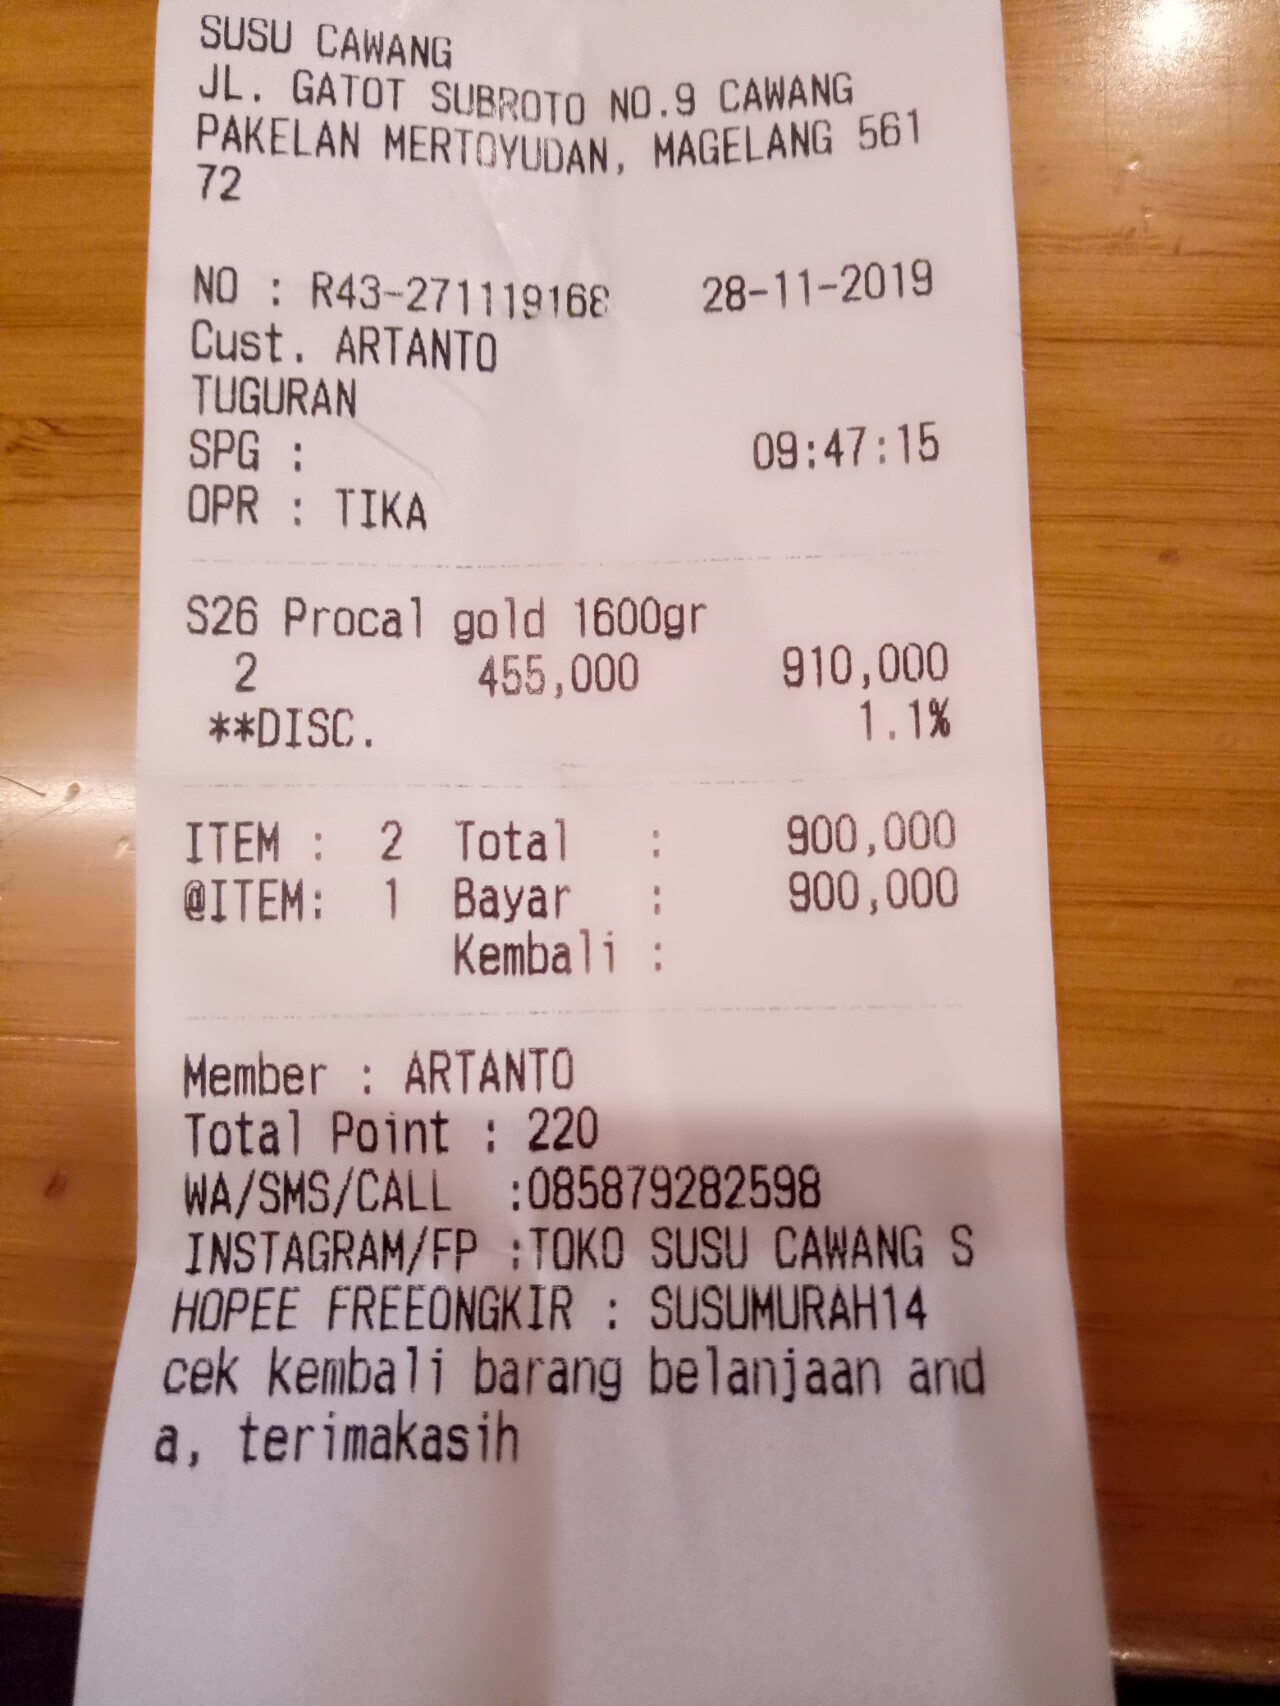 SUSU CAWANG
JL. GATOT SUBROTO NO.9 CAWANG
PAKELAN MERTOYUDAN, MAGELANG 561
72
NO : R43-271119168 28-11-2019
Cust. ARTANTO
TUGURAN
SPG : 09:47:15
OPR : TIKA
S26 Procal gold 1600gr
2 455,000 910,000
**DISC. 1.1%
ITEM : 2 Total : 900,000
@ITEM: 1 Bayar : 900,000
Kembali :
Member : ARTANTO
Total Point : 220
WA/SMS/CALL :085879282598
INSTAGRAM/FP :TOKO SUSU CAWANG S
HOPEE FREEONGKIR : SUSUMURAH14
cek kembali barang belanjaan and
a, terimakasih